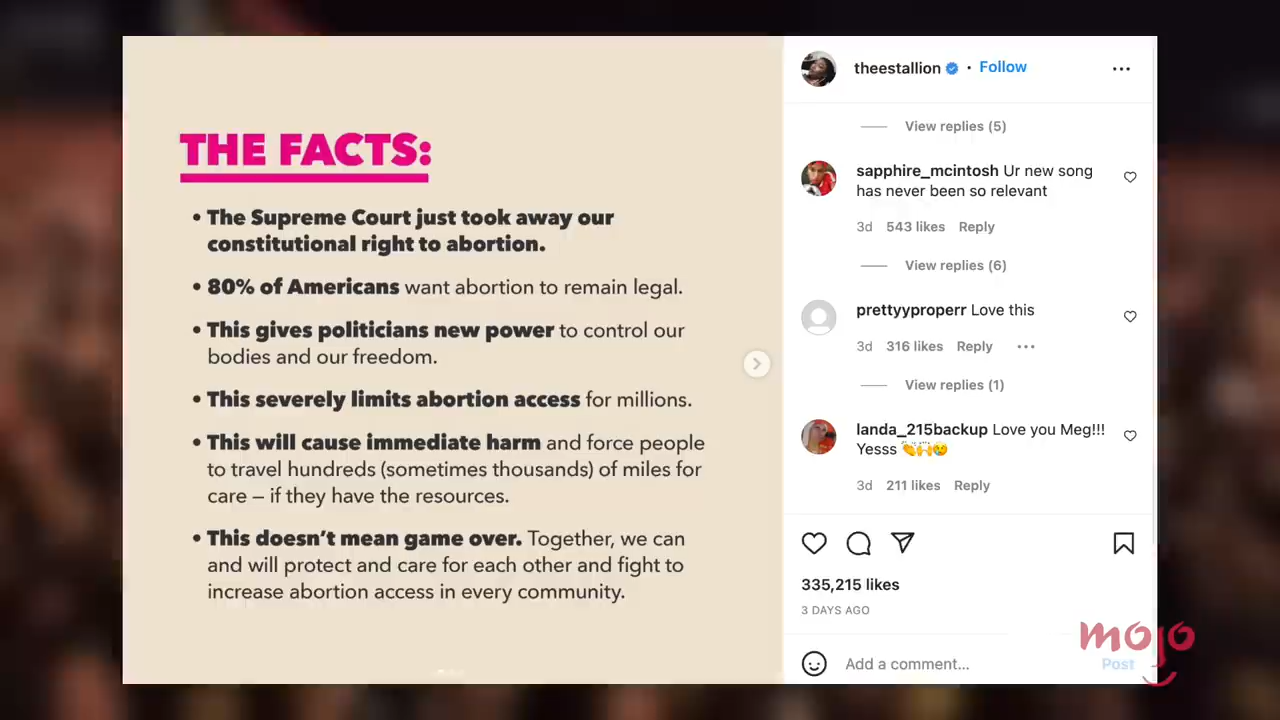 THE FACTS:
• The Supreme Court just took away our
constitutional right to abortion.
• 80% of Americans want abortion to remain legal.
• This gives politicians new power to control our
bodies and our freedom.
• This severely limits abortion access for millions.
• This will cause immediate harm and force people
to travel hundreds (sometimes thousands) of miles for
care – if they have the resources.
• This doesn't mean game over. Together, we can
and will protect and care for each other and fight to
increase abortion access in every community.
theestallion • Follow
View replies (5)
sapphire_mcintosh Ur new song
has never been so relevant
3d 543 likes Reply
View replies (6)
prettyyproperr Love this
3d 316 likes Reply
View replies (1)
landa_215backup Love you Meg!!!
Yesss 👏🙌😢
3d 211 likes Reply
335,215 likes
3 DAYS AGO
Add a comment...
Post
mojo